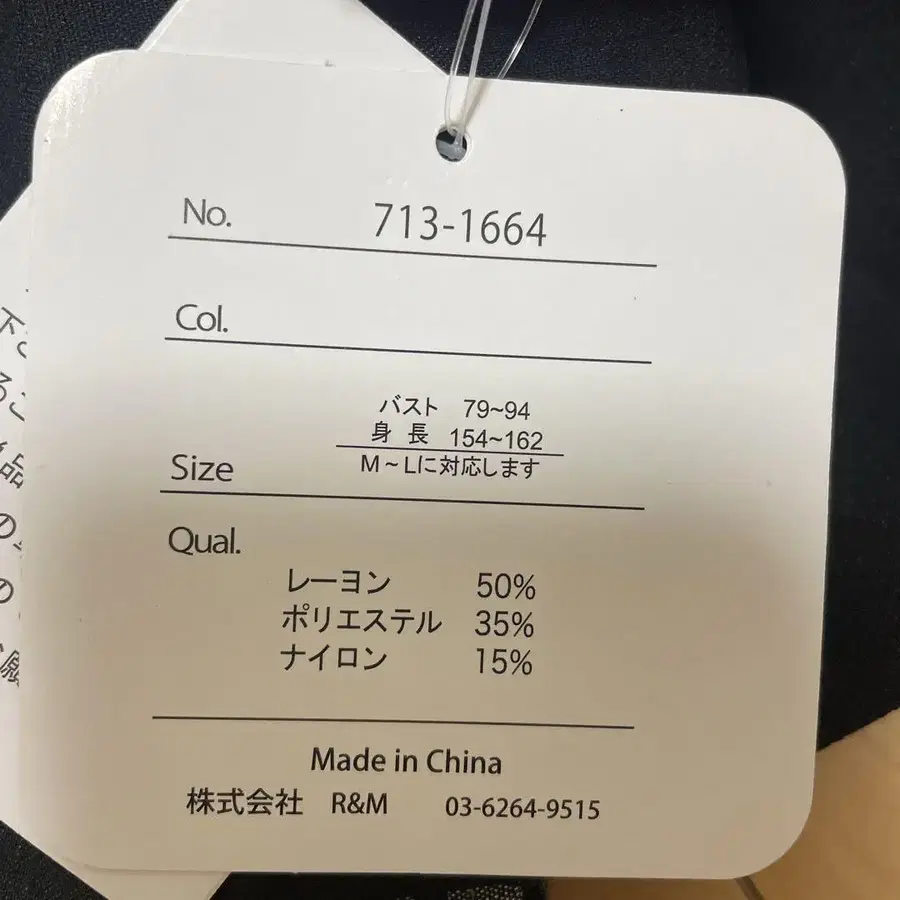 No. 713-1664
Col.
バスト 79~94
身長 154~162
Size M~Lに対応します
Qual.
レーヨン 50%
ポリエステル 35%
ナイロン 15%
Made in China
株式会社 R&M 03-6264-9515